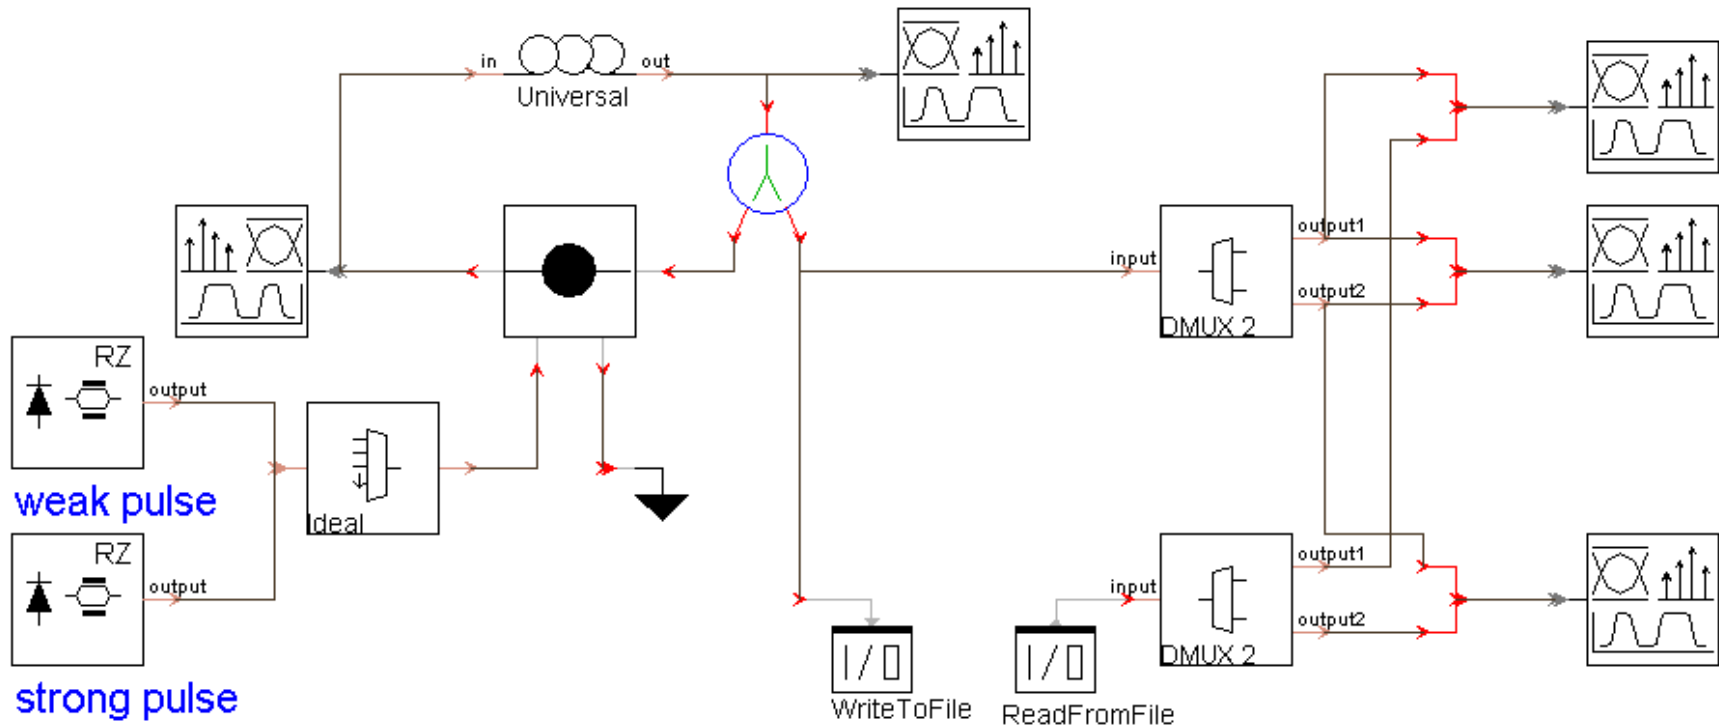 in
out
Universal
output1
input
output2
DMUX 2
RZ
output
weak pulse
Ideal
RZ
output
strong pulse
output1
input
output2
DMUX 2
WriteToFile
ReadFromFile